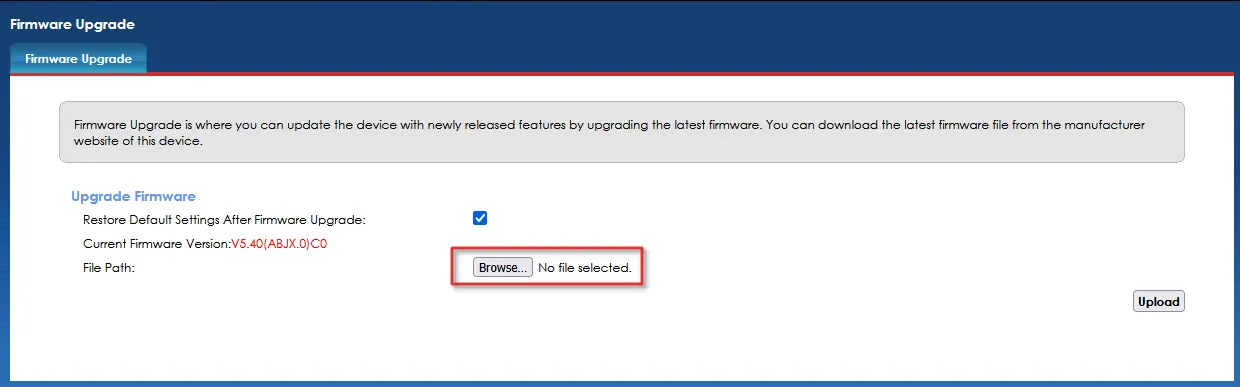 Firmware Upgrade
Firmware Upgrade
Firmware Upgrade is where you can update the device with newly released features by upgrading the latest firmware. You can download the latest firmware file from the manufacturer
website of this device.
Upgrade Firmware
Restore Default Settings After Firmware Upgrade:
Current Firmware Version:V5.40(ABJX.0)C0
File Path: Browse... No file selected.
Upload